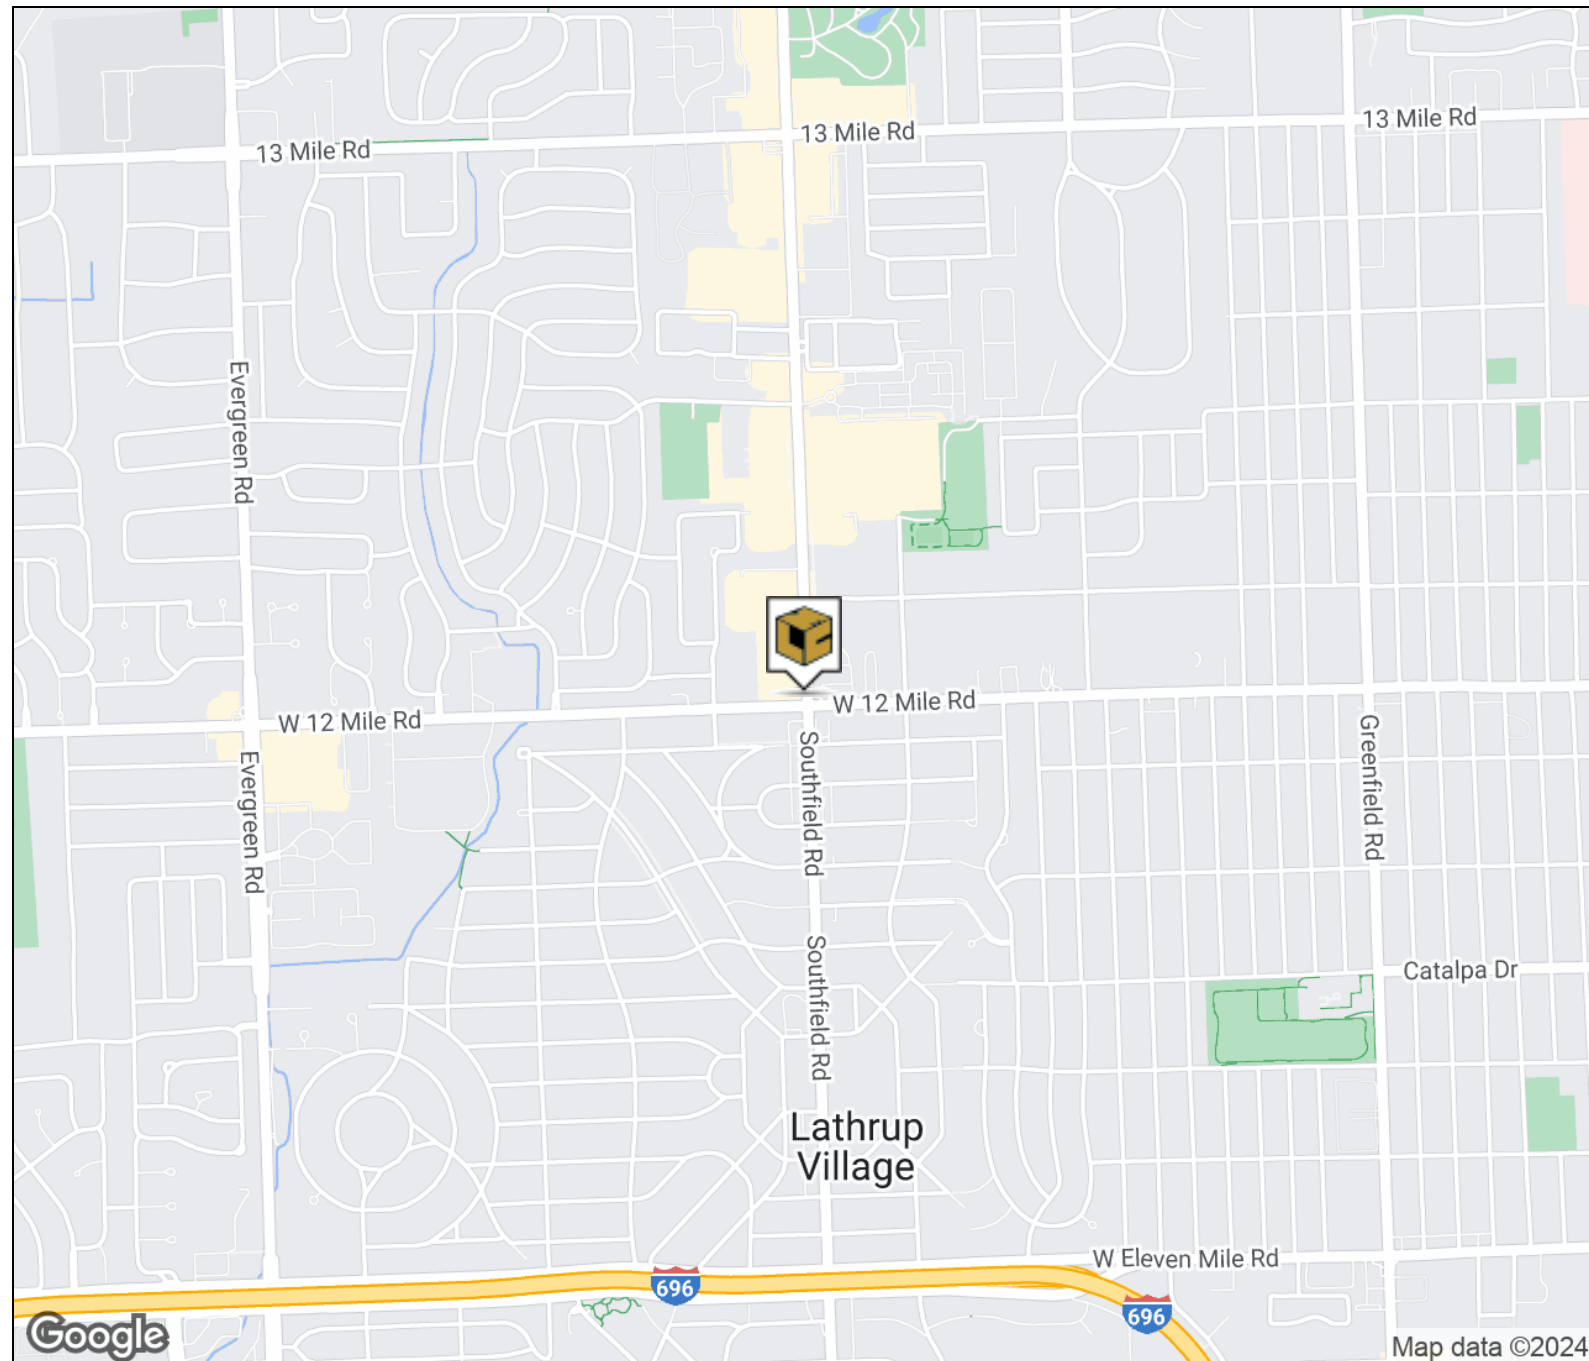 13 Mile Rd
13 Mile Rd
13 Mile Rd
Evergreen Rd
W 12 Mile Rd
W 12 Mile Rd
Greenfield Rd
Southfield Rd
Evergreen Rd
Southfield Rd
Catalpa Dr
Lathrup
Village
W Eleven Mile Rd
696
696
Google
Map data ©2024